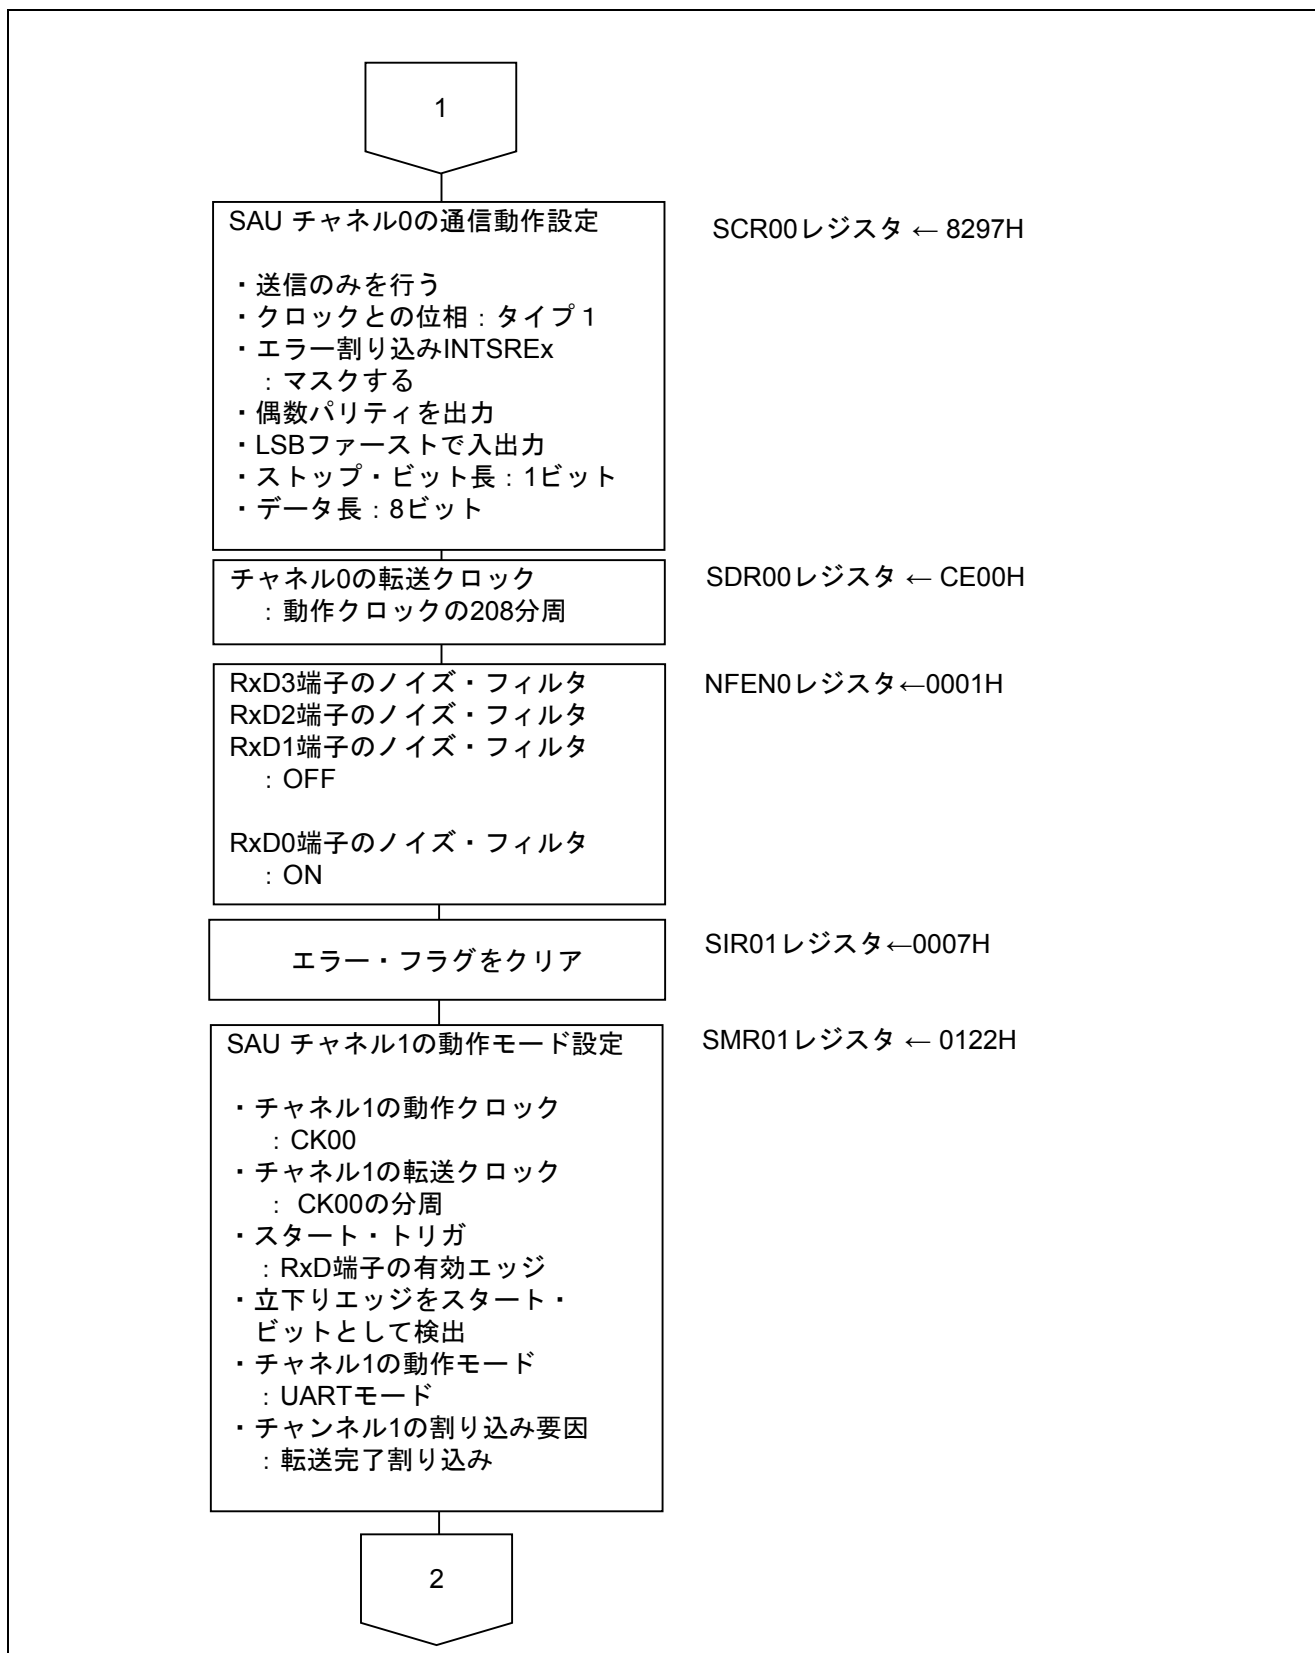 1
SAU チャネル0の通信動作設定
SCR00レジスタ ← 8297H
・送信のみを行う
・クロックとの位相：タイプ１
・エラー割り込みINTSREx
：マスクする
・偶数パリティを出力
・LSBファーストで入出力
・ストップ・ビット長：1ビット
・データ長：8ビット
チャネル0の転送クロック
：動作クロックの208分周
SDR00レジスタ ← CE00H
RxD3端子のノイズ・フィルタ
RxD2端子のノイズ・フィルタ
RxD1端子のノイズ・フィルタ
：OFF
RxD0端子のノイズ・フィルタ
：ON
NFEN0レジスタ←0001H
エラー・フラグをクリア
SIR01レジスタ←0007H
SAU チャネル1の動作モード設定
SMR01レジスタ ← 0122H
・チャネル1の動作クロック
：CK00
・チャネル1の転送クロック
： CK00の分周
・スタート・トリガ
：RxD端子の有効エッジ
・立下りエッジをスタート・
ビットとして検出
・チャネル1の動作モード
：UARTモード
・チャンネル1の割り込み要因
：転送完了割り込み
2